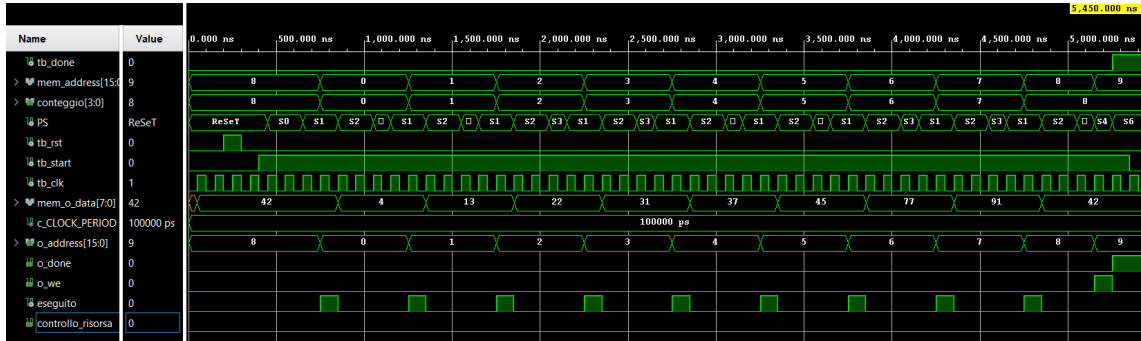 5,450.000 ns
Name Value 0.000 ns 500.000 ns 1,000.000 ns 1,500.000 ns 2,000.000 ns 2,500.000 ns 3,000.000 ns 3,500.000 ns 4,000.000 ns 4,500.000 ns 5,000.000 ns
tb_done 0
mem_address[15:0 9 8 0 1 2 3 4 5 6 7 8 9
conteggio[3:0] 8 8 0 1 2 3 4 5 6 7 8
PS ReSeT ReSeT S0 S1 S2 S1 S2 S1 S2 S3 S1 S2 S3 S1 S2 S1 S2 S1 S2 S3 S1 S2 S3 S1 S2 S4 S6
tb_rst 0
tb_start 0
tb_clk 1
mem_o_data[7:0] 42 42 4 13 22 31 37 45 77 91 42
c_CLOCK_PERIOD 100000 ps 100000 ps
o_address[15:0] 9 8 0 1 2 3 4 5 6 7 8 9
o_done 0
o_we 0
eseguito 0
controllo_risorsa 0